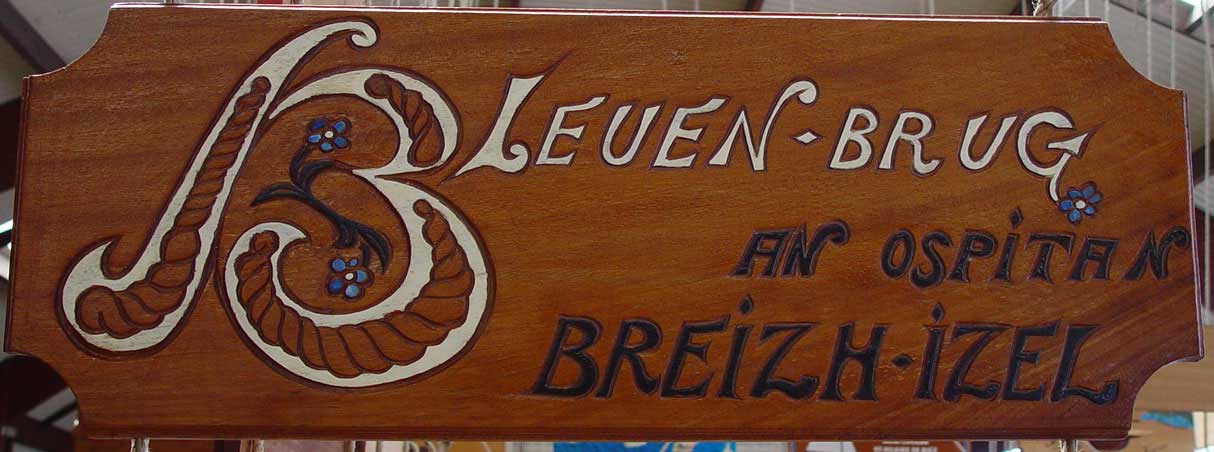 BLEUEN-BRUG
AN OSPITAN
BREIZH-IZEL